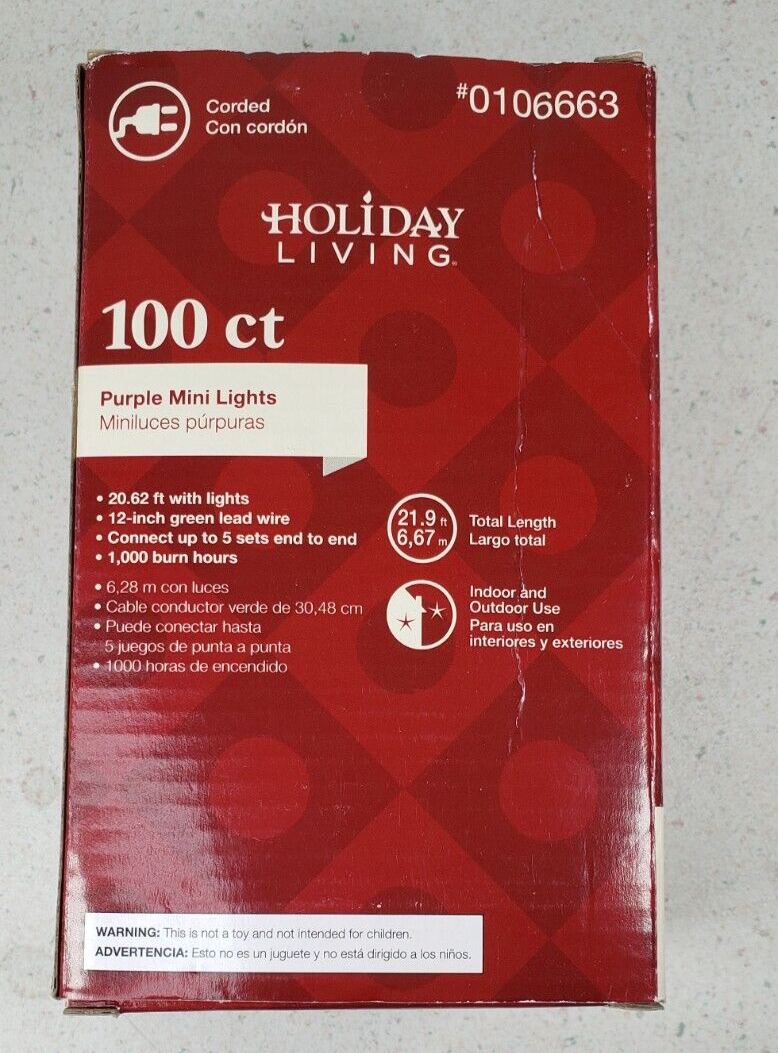 Corded
Con cordón
#0106663
HOLIDAY
LIVING
100 ct
Purple Mini Lights
Miniluces púrpuras
• 20.62 ft with lights
• 12-inch green lead wire
• Connect up to 5 sets end to end
• 1,000 burn hours
• 6,28 m con luces
• Cable conductor verde de 30,48 cm
• Puede conectar hasta
5 juegos de punta a punta
• 1000 horas de encendido
21.9 ft
6,67 m
Total Length
Largo total
Indoor and
Outdoor Use
Para uso en
interiores y exteriores
WARNING: This is not a toy and not intended for children.
ADVERTENCIA: Esto no es un juguete y no está dirigido a los niños.